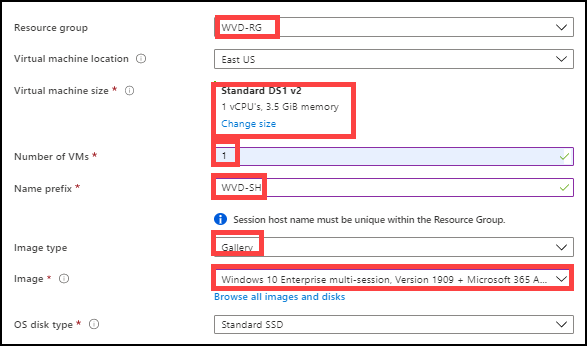 Resource group
WVD-RG
Virtual machine location
East US
Virtual machine size *
Standard DS1 v2
1 vCPU's, 3.5 GiB memory
Change size
Number of VMs *
1
Name prefix *
WVD-SH
Session host name must be unique within the Resource Group.
Image type
Gallery
Image *
Windows 10 Enterprise multi-session, Version 1909 + Microsoft 365 A...
Browse all images and disks
OS disk type *
Standard SSD